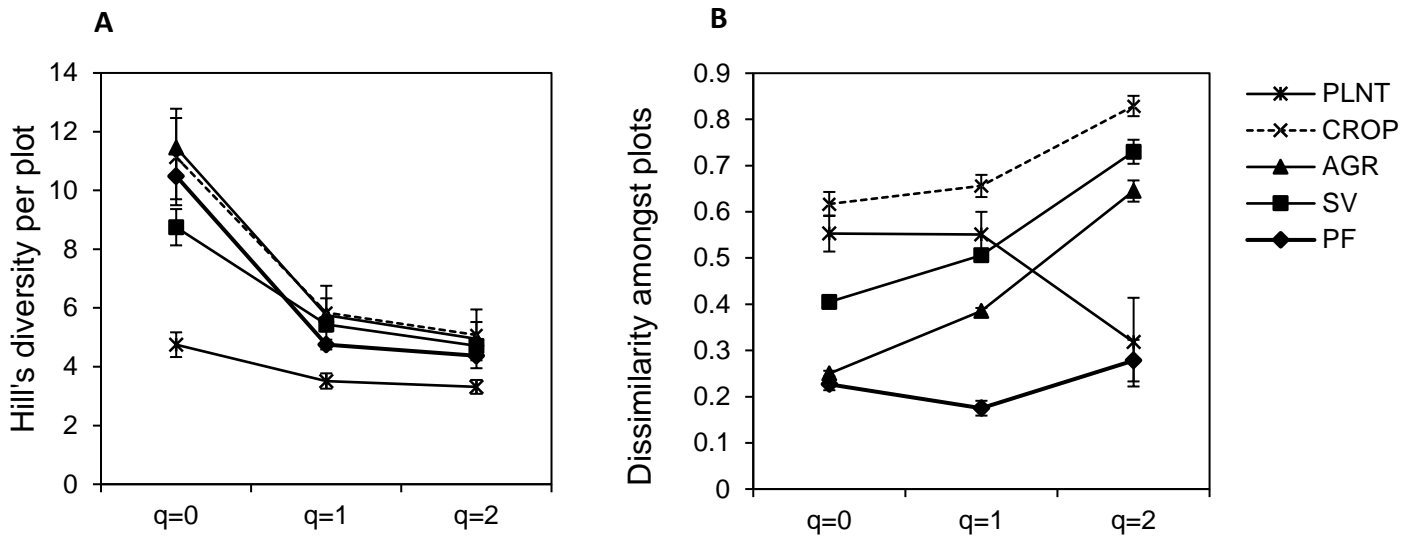 A
Hill's diversity per plot
14
12
10
8
6
4
2
0
q=0 q=1 q=2
B
Dissimilarity amongst plots
0.9
0.8
0.7
0.6
0.5
0.4
0.3
0.2
0.1
0
q=0 q=1 q=2
PLNT
CROP
AGR
SV
PF